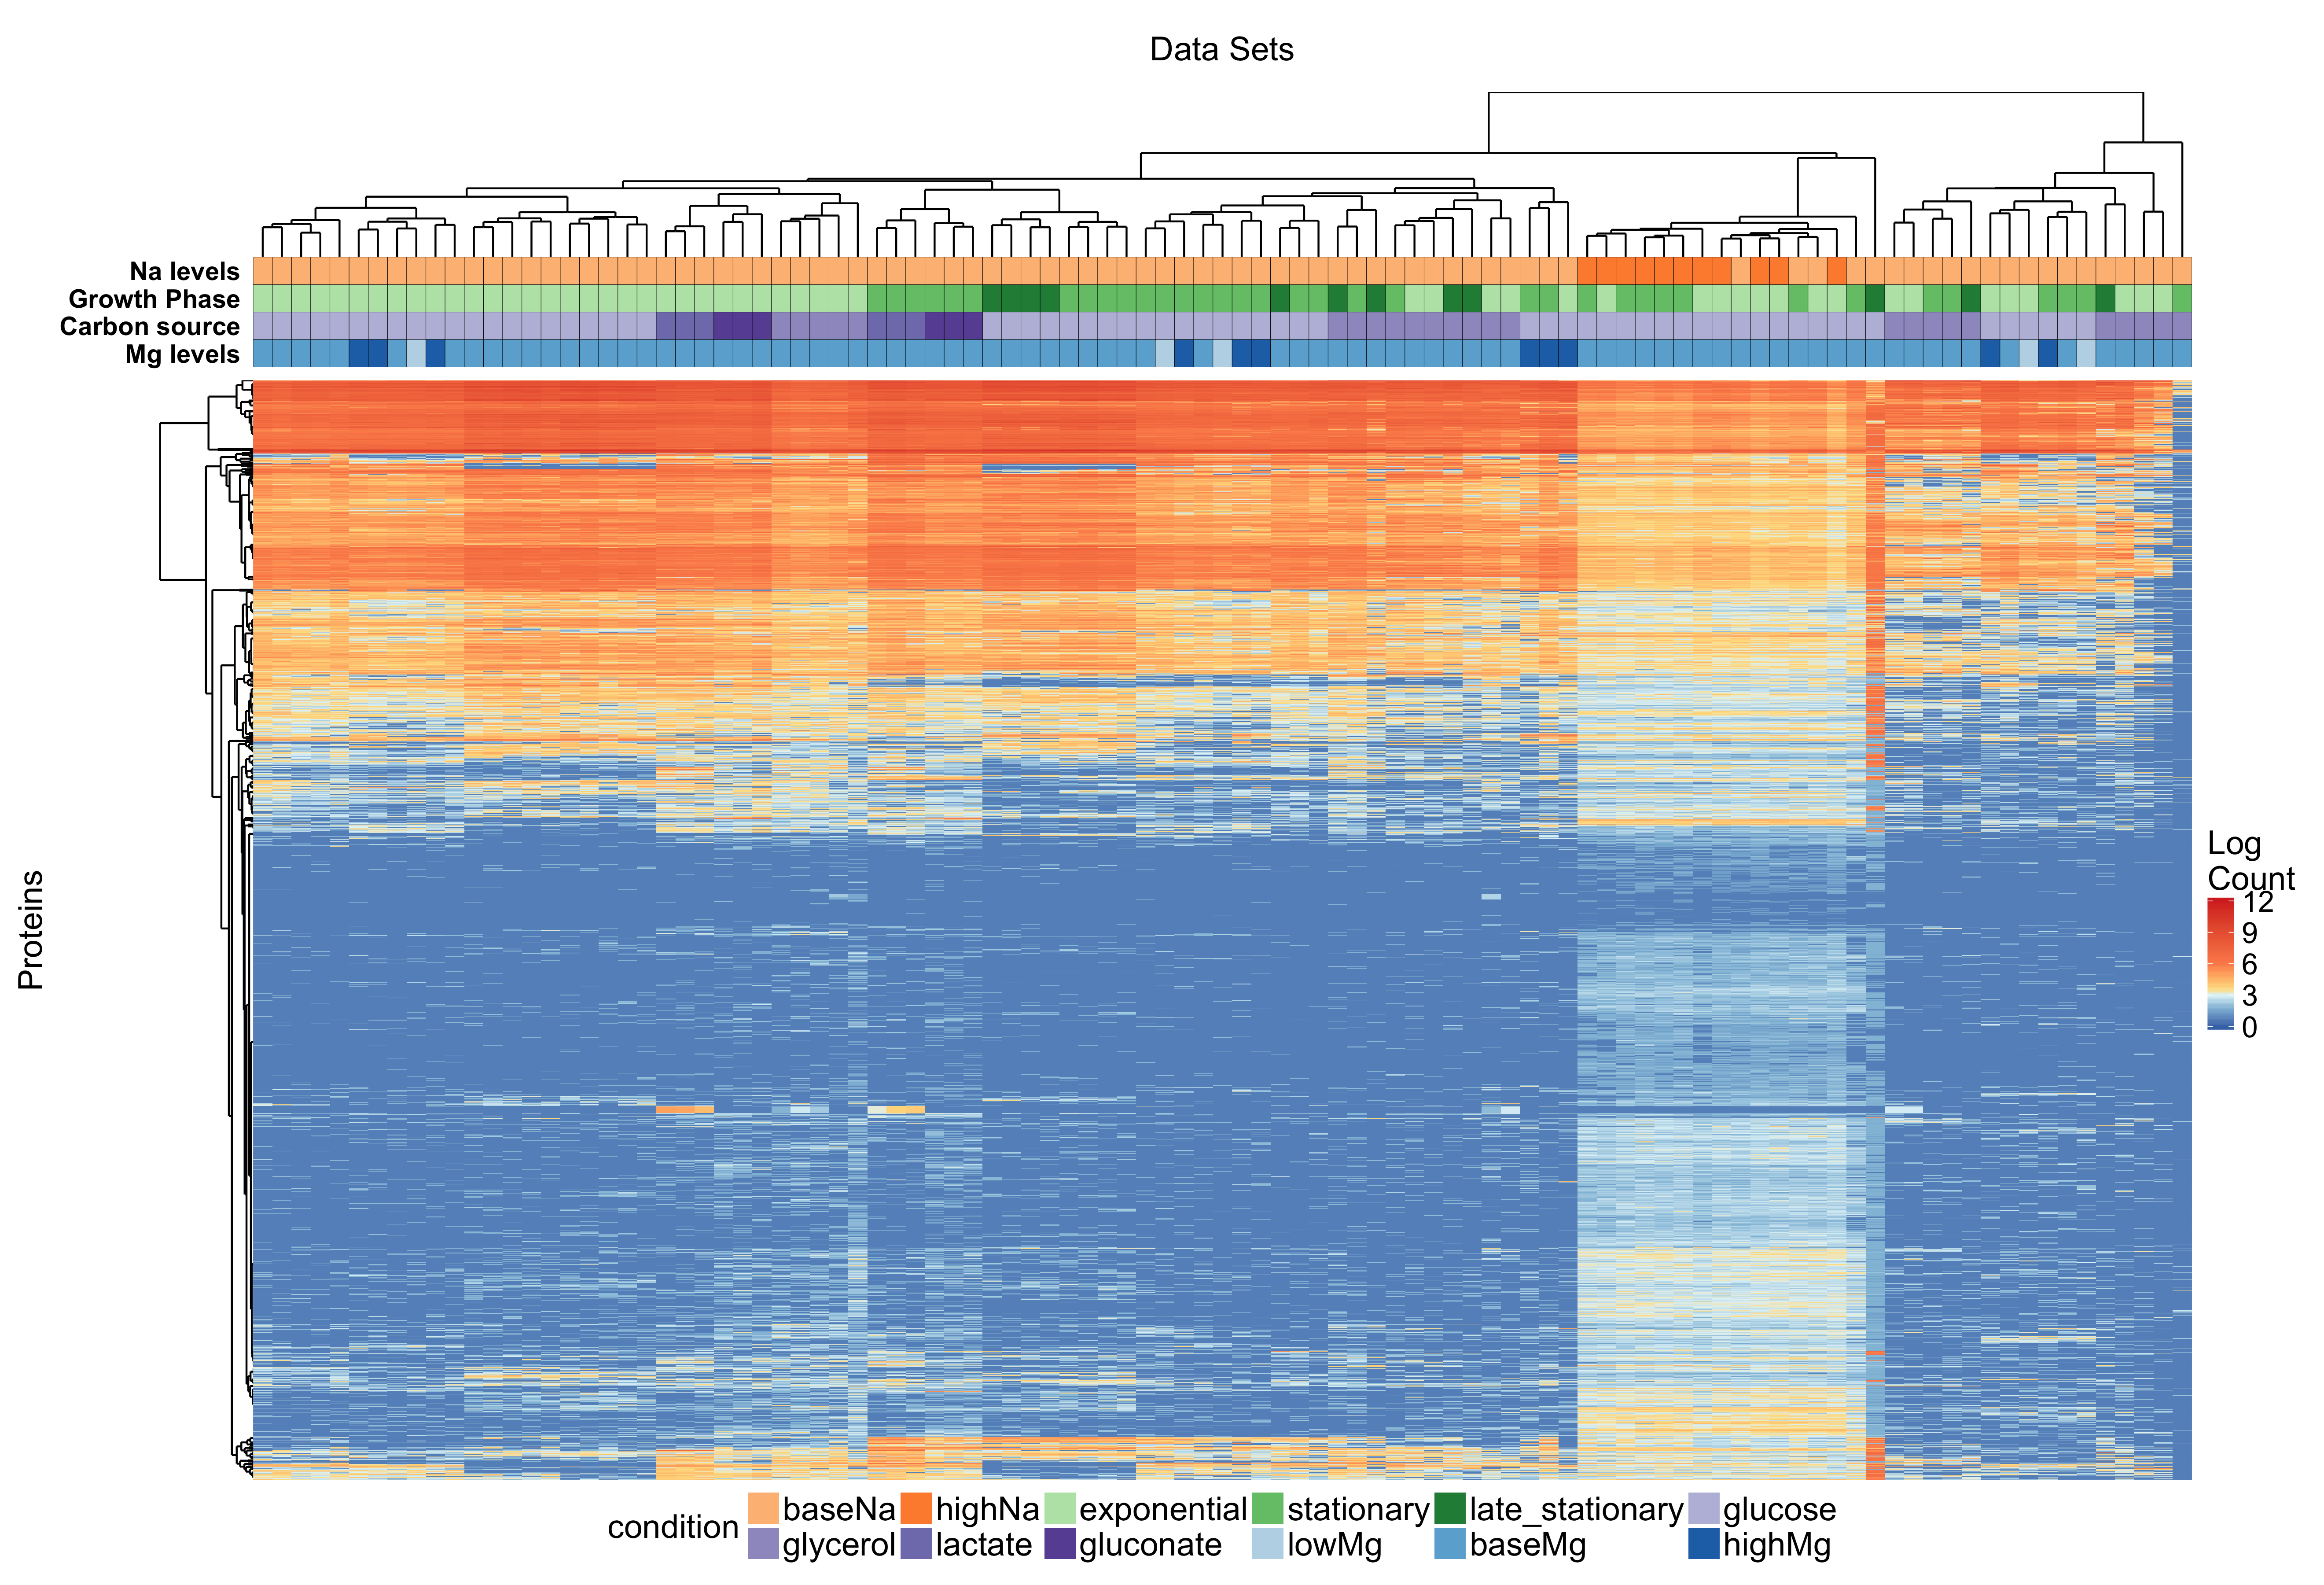 Data Sets
Na levels
Growth Phase
Carbon source
Mg levels
Proteins
Log
Count
12
9
6
3
0
condition
baseNa highNa exponential stationary late_stationary glucose
glycerol lactate gluconate lowMg baseMg highMg